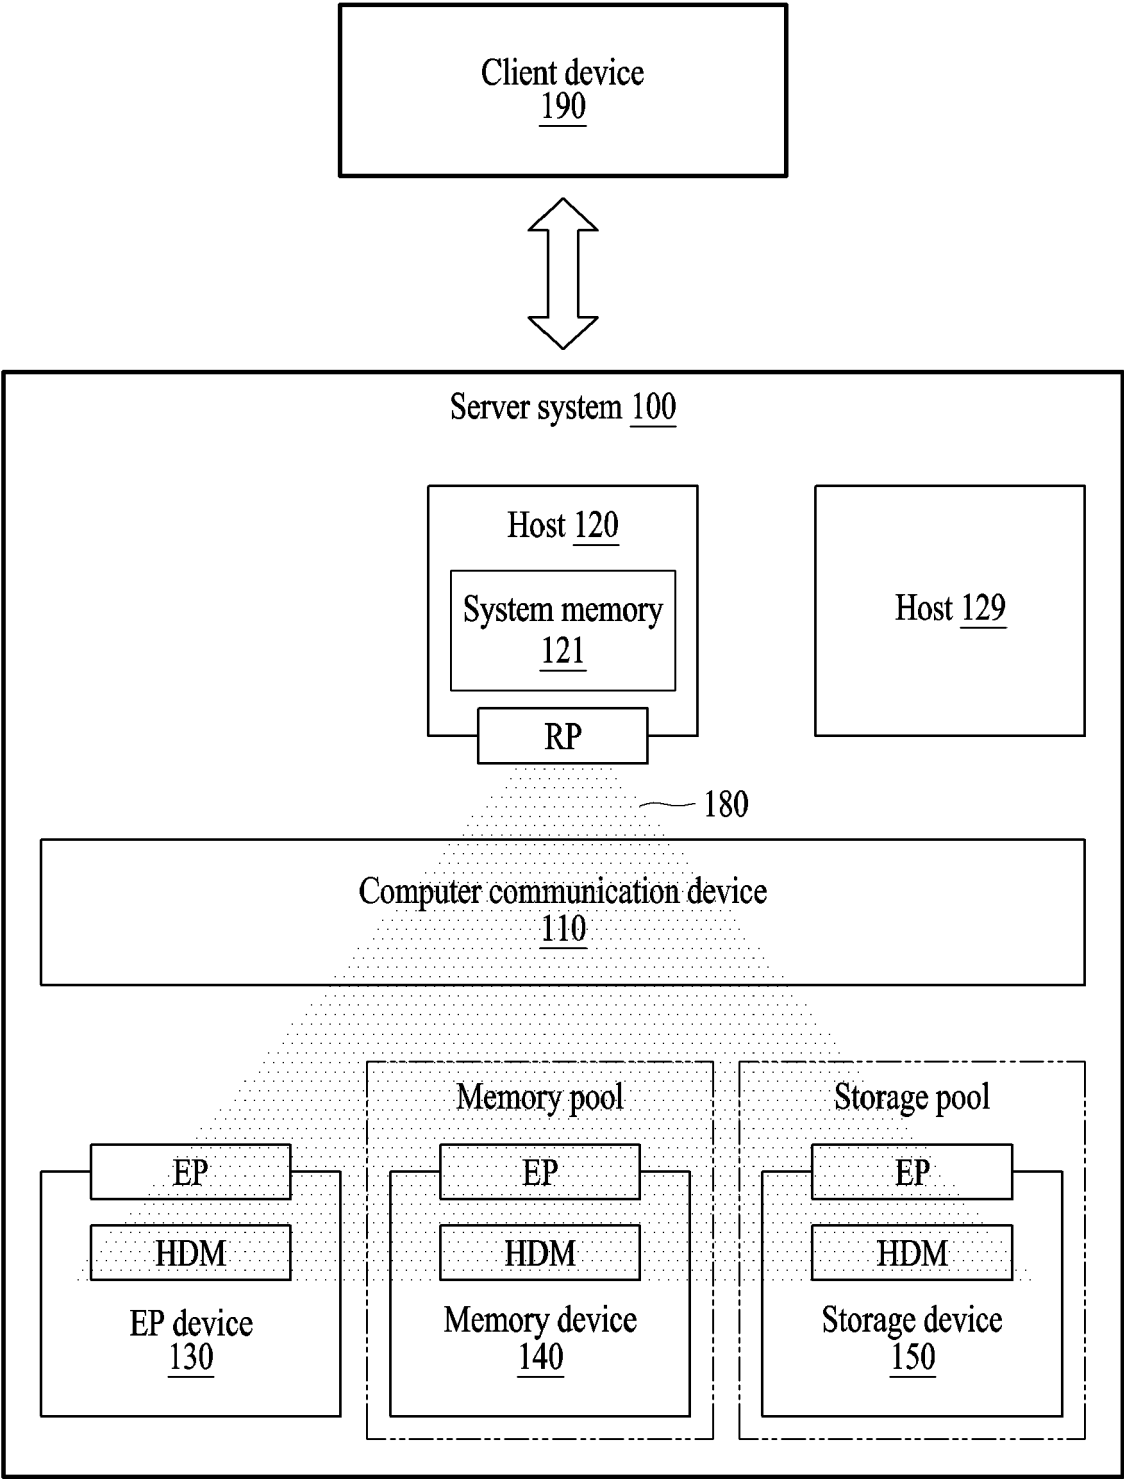 Client device
190
Server system 100
Host 120
System memory
121
RP
Host 129
180
Computer communication device
110
Memory pool
Storage pool
EP
EP
EP
HDM
HDM
HDM
EP device
130
Memory device
140
Storage device
150